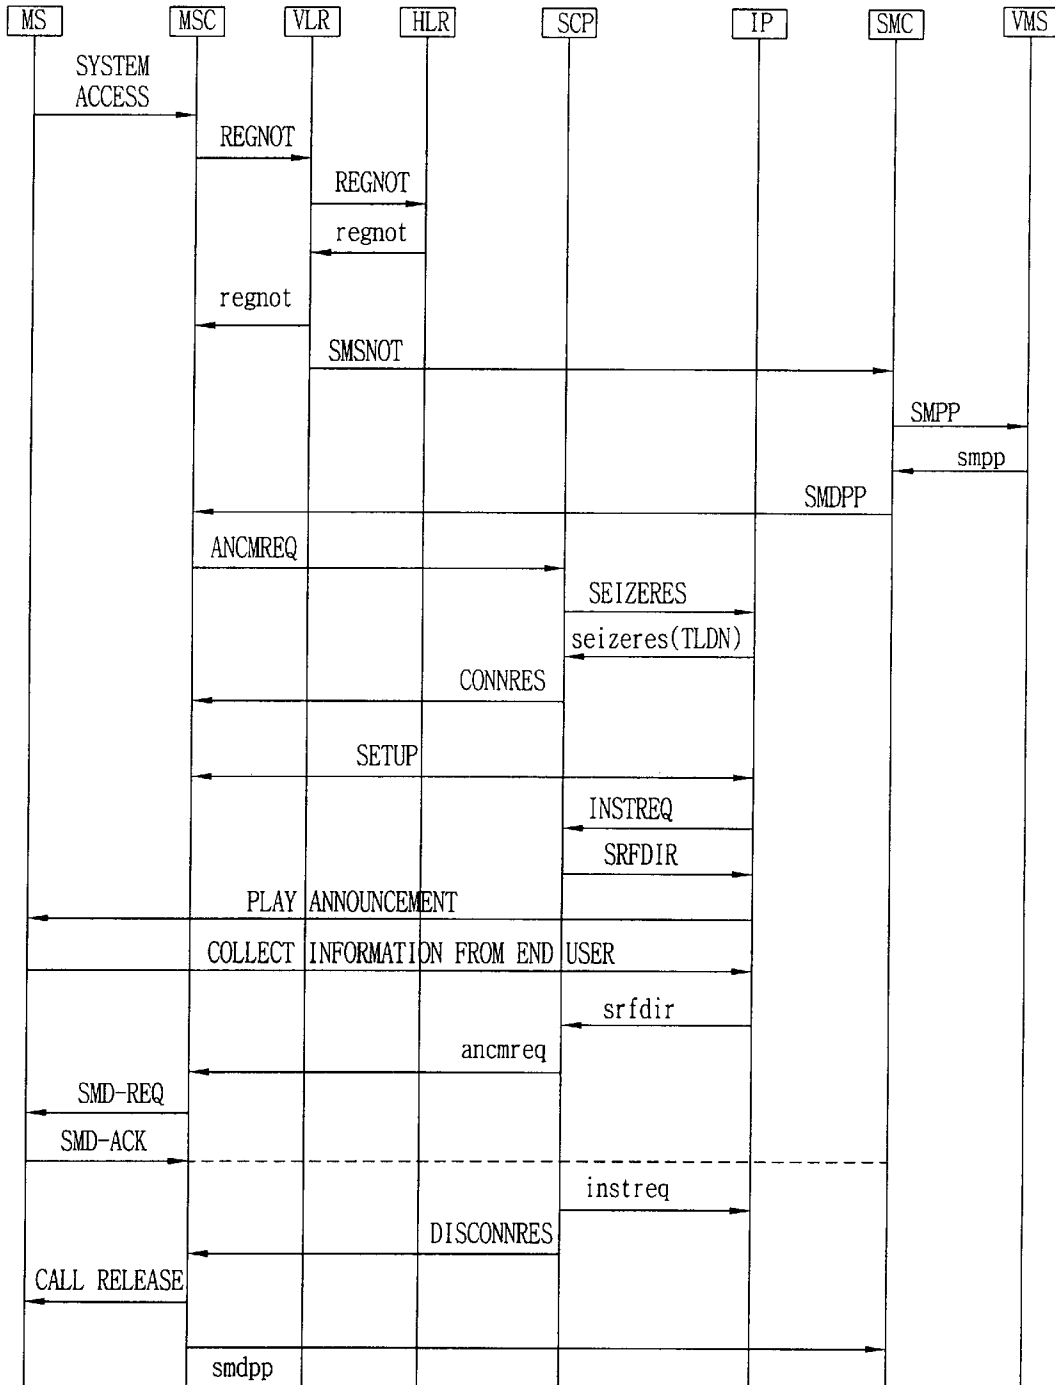 MS MSC VLR HLR SCP IP SMC VMS
SYSTEM
ACCESS
REGNOT
REGNOT
regnot
regnot
SMSNOT
SMPP
smpp
SMDPP
ANCMREQ
SEIZERES
seizeres(TLDN)
CONNRES
SETUP
INSTREQ
SRFDIR
PLAY ANNOUNCEMENT
COLLECT INFORMATION FROM END USER
srfdir
ancmreq
SMD-REQ
SMD-ACK
instreq
DISCONNRES
CALL RELEASE
smdpp